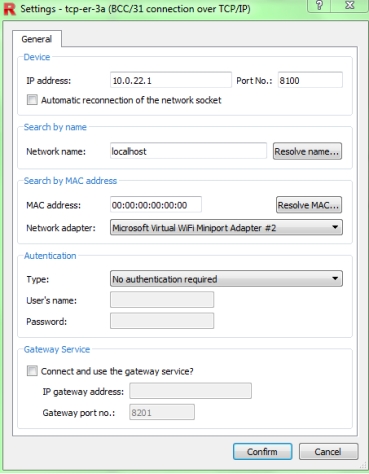 Settings - tcp-er-3a (BCC/31 connection over TCP/IP)
General
Device
IP address: 10.0.22.1 Port No.: 8100
Automatic reconnection of the network socket
Search by name
Network name: localhost Resolve name...
Search by MAC address
MAC address: 00:00:00:00:00:00 Resolve MAC...
Network adapter: Microsoft Virtual WiFi Miniport Adapter #2
Autentication
Type: No authentication required
User's name:
Password:
Gateway Service
Connect and use the gateway service?
IP gateway address:
Gateway port no.: 8201
Confirm Cancel